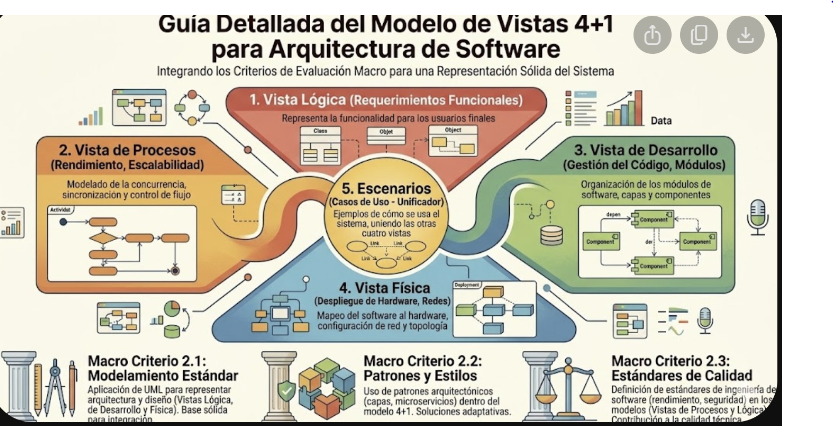 Guía Detallada del Modelo de Vistas 4+1
para Arquitectura de Software
Integrando los Criterios de Evaluación Macro para una Representación Sólida del Sistema
1. Vista Lógica (Requerimientos Funcionales)
Representa la funcionalidad para los usuarios finales
Class
Objet
Object
Data
2. Vista de Procesos
(Rendimiento, Escalabilidad)
Modelado de la concurrencia,
sincronización y control de flujo
Actividad
3. Vista de Desarrollo
(Gestión del Código, Módulos)
Organización de los módulos de
software, capas y componentes
depen
Component
Component
Component
Component
5. Escenarios
(Casos de Uso - Unificador)
Ejemplos de cómo se usa el
sistema, uniendo las otras
cuatro vistas
Link
Link
Link
Link
4. Vista Física
(Despliegue de Hardware, Redes)
Mapeo del software al hardware,
configuración de red y topología
Deployment
Macro Criterio 2.1:
Modelamiento Estándar
Aplicación de UML para representar
arquitectura y diseño (Vistas Lógica,
de Desarrollo y Física). Base sólida
para integración.
Macro Criterio 2.2:
Patrones y Estilos
Uso de patrones arquitectónicos
(capas, microservicios) dentro del
modelo 4+1. Soluciones adaptativas.
Macro Criterio 2.3:
Estándares de Calidad
Definición de estándares de ingeniería de
software (rendimiento, seguridad) en los
modelos (Vistas de Procesos y Lógica)
Contribución a la calidad técnica